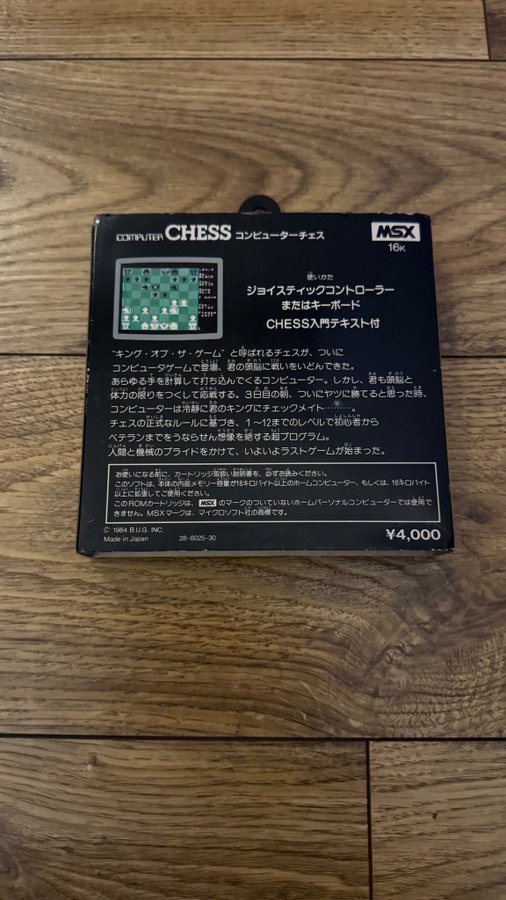 COMPUTER CHESS コンピューターチェス
MSX
16K
使いかた
ジョイスティックコントローラー
またはキーボード
CHESS入門テキスト付
"キング・オブ・ザ・ゲーム" と呼ばれるチェスが、ついに
コンピュータゲームで登場、君の頭脳に戦いをいどんできた。
あらゆる手を計算して打ち込んでくるコンピューター。しかし、君も頭脳と
体力の限りをつくして応戦する。3日目の朝、ついにヤツに勝てると思った時、
コンピューターは冷静に君のキングにチェックメイト………。
チェスの正式なルールに基づき、1～12までのレベルで初心者から
ベテランまでをうならせる想像を絶する超プログラム。
人間と機械のプライドをかけて、いよいよラストゲームが始まった。
お使いになる前に、カートリッジ取扱い説明書を、必ずお読みください。
このソフトは、本体の内部メモリー容量が16キロバイト以上のホームコンピューター、もしくは、16キロバイト
以上に拡張してご使用ください。
このROMカートリッジは、MSXのマークのついていないホームパーソナルコンピューターでは使用で
きません。MSXマークは、マイクロソフト社の商標です。
© 1984 B.U.G. INC.
Made in Japan 28-6025-30
¥4,000